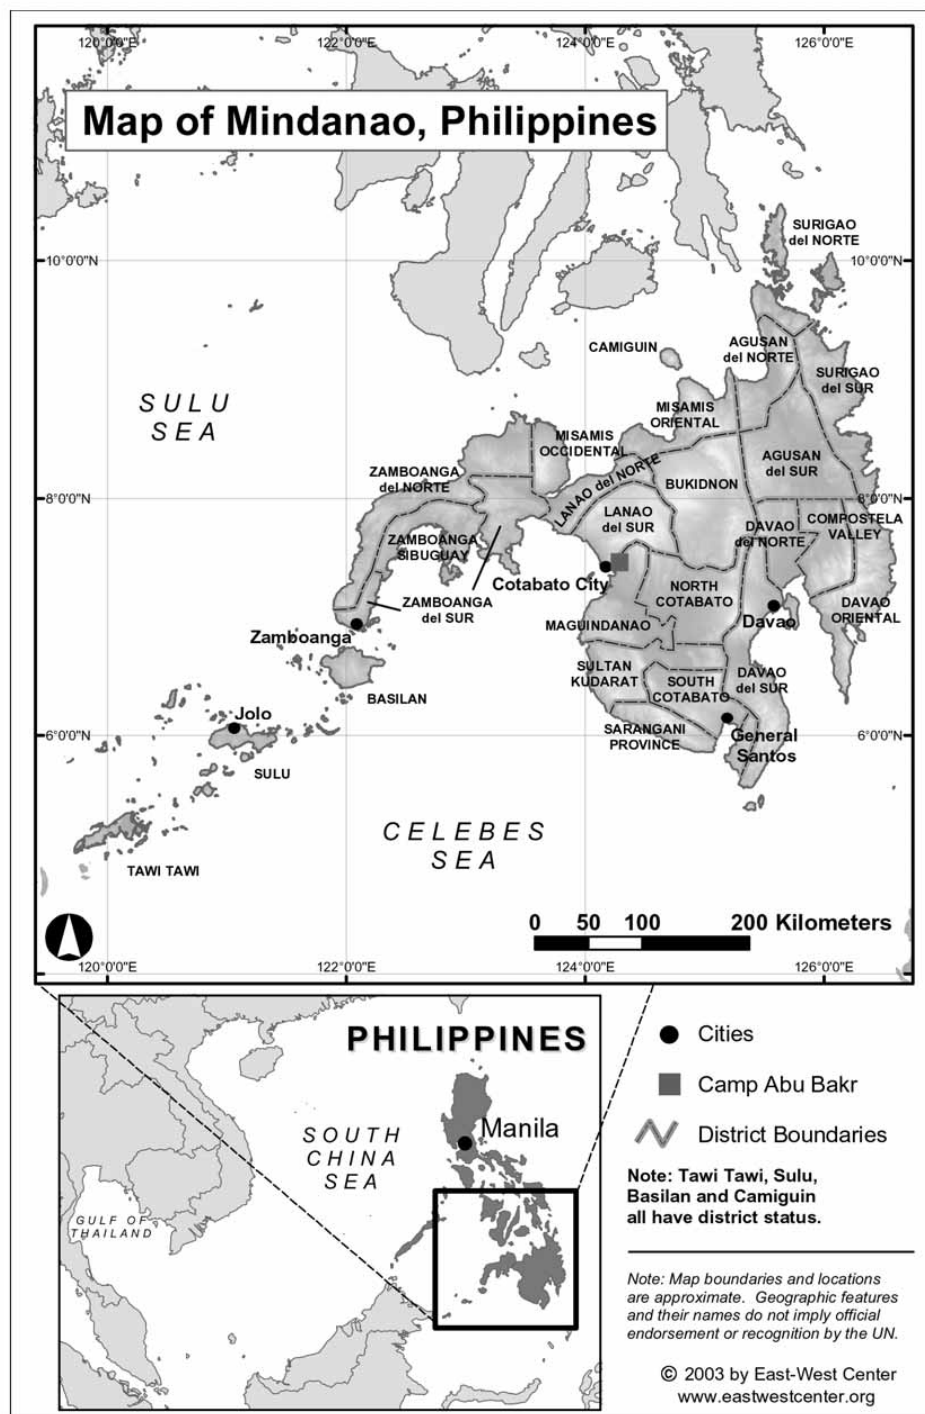 120°0'0"E
122°0'0"E
124°0'0"E
126°0'0"E
Map of Mindanao, Philippines
SURIGAO
del NORTE
10°0'0"N
10°0'0"N
CAMIGUIN
AGUSAN
del NORTE
SURIGAO
del SUR
SULU
SEA
MISAMIS
ORIENTAL
MISAMIS
OCCIDENTAL
AGUSAN
del SUR
ZAMBOANGA
del NORTE
LANAO del NORTE
BUKIDNON
8°0'0"N
8°0'0"N
LANAO
del SUR
DAVAO
del NORTE
COMPOSTELA
VALLEY
ZAMBOANGA
SIBUGUAY
Cotabato City
NORTH
COTABATO
ZAMBOANGA
del SUR
DAVAO
ORIENTAL
Zamboanga
MAGUINDANAO
Davao
SULTAN
KUDARAT
SOUTH
COTABATO
DAVAO
del SUR
BASILAN
Jolo
SARANGANI
PROVINCE
General
Santos
6°0'0"N
6°0'0"N
SULU
CELEBES
SEA
TAWI TAWI
0 50 100 200 Kilometers
120°0'0"E
122°0'0"E
124°0'0"E
126°0'0"E
PHILIPPINES
Manila
SOUTH
CHINA
SEA
GULF OF
THAILAND
Cities
Camp Abu Bakr
District Boundaries
Note: Tawi Tawi, Sulu,
Basilan and Camiguin
all have district status.
Note: Map boundaries and locations
are approximate. Geographic features
and their names do not imply official
endorsement or recognition by the UN.
© 2003 by East-West Center
www.eastwestcenter.org